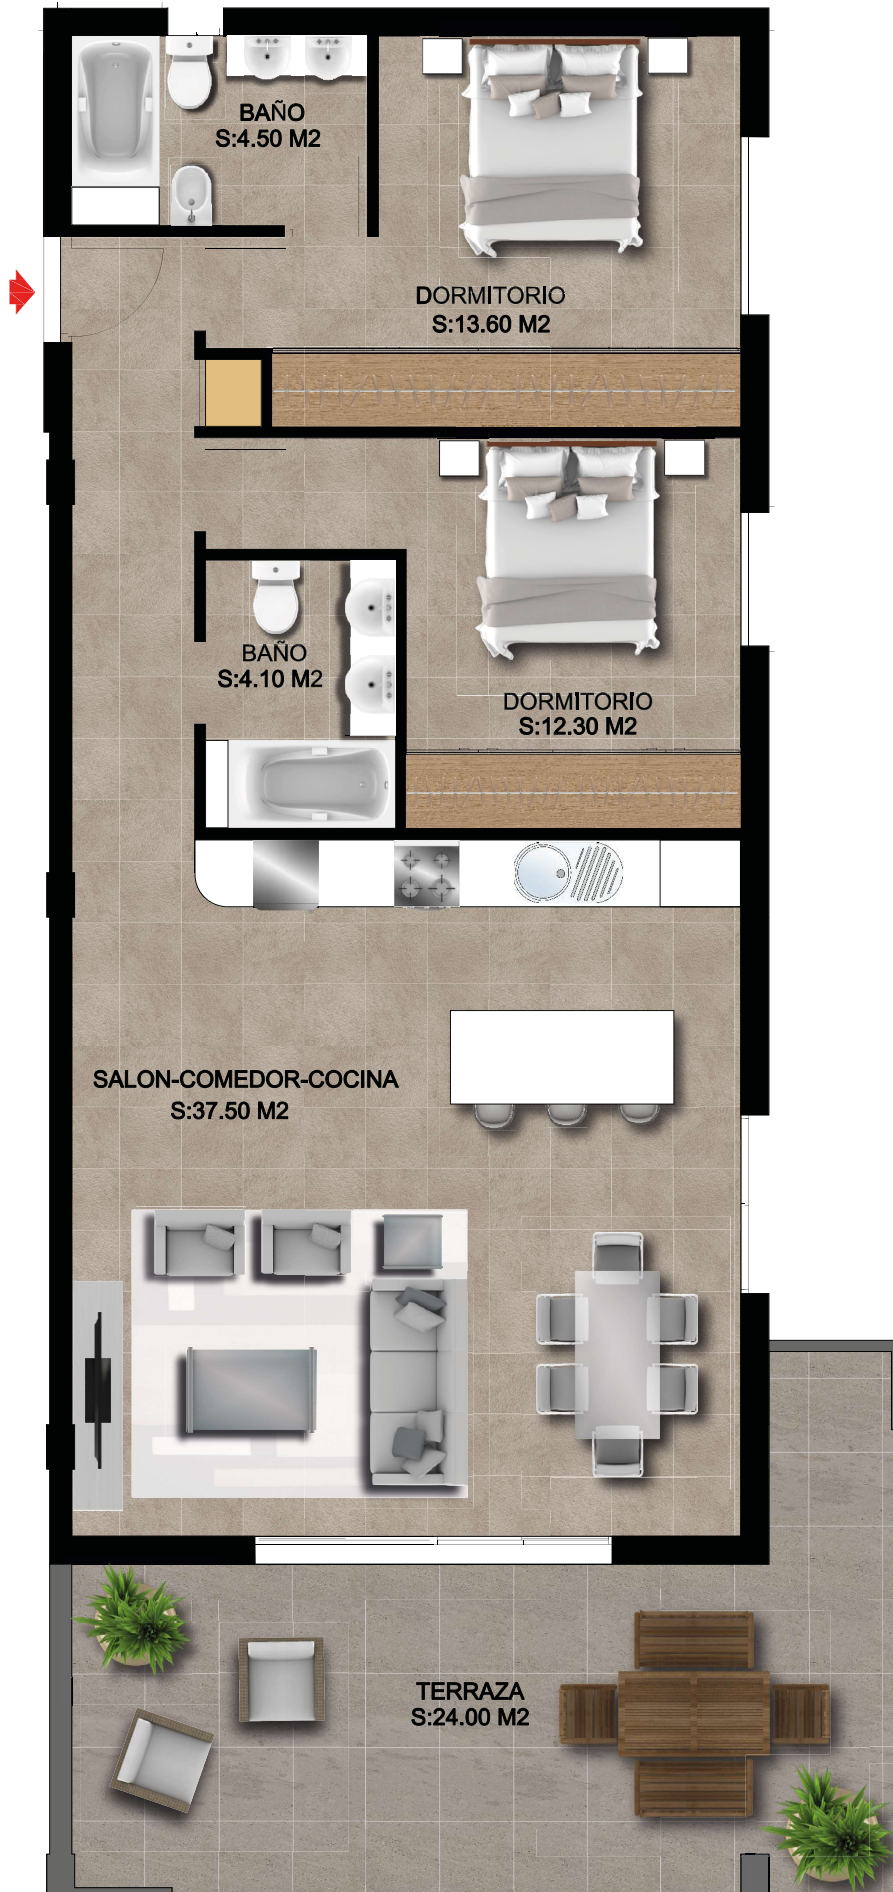 BAÑO
S:4.50 M2
DORMITORIO
S:13.60 M2
BAÑO
S:4.10 M2
DORMITORIO
S:12.30 M2
SALON-COMEDOR-COCINA
S:37.50 M2
TERRAZA
S:24.00 M2